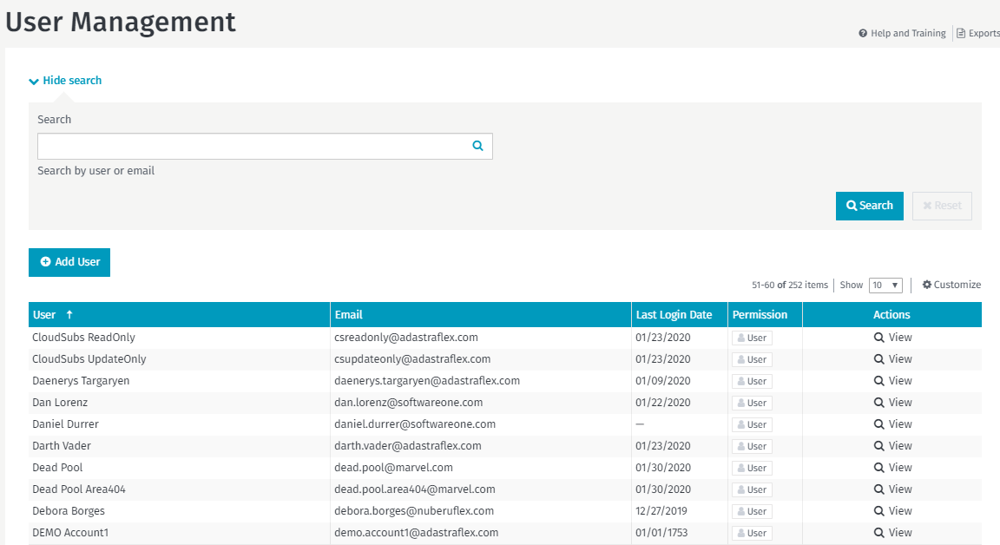 User Management
Help and Training Exports
Hide search
Search
Search by user or email
Search Reset
Add User
51-60 of 252 items Show 10 Customize
User Email Last Login Date Permission Actions
CloudSubs ReadOnly csreadonly@adastraflex.com 01/23/2020 User View
CloudSubs UpdateOnly csupdateonly@adastraflex.com 01/23/2020 User View
Daenerys Targaryen daenerys.targaryen@adastraflex.com 01/09/2020 User View
Dan Lorenz dan.lorenz@softwareone.com 01/22/2020 User View
Daniel Durrer daniel.durrer@softwareone.com — User View
Darth Vader darth.vader@adastraflex.com 01/23/2020 User View
Dead Pool dead.pool@marvel.com 01/30/2020 User View
Dead Pool Area404 dead.pool.area404@marvel.com 01/30/2020 User View
Debora Borges debora.borges@nuberuflex.com 12/27/2019 User View
DEMO Account1 demo.account1@adastraflex.com 01/01/1753 User View